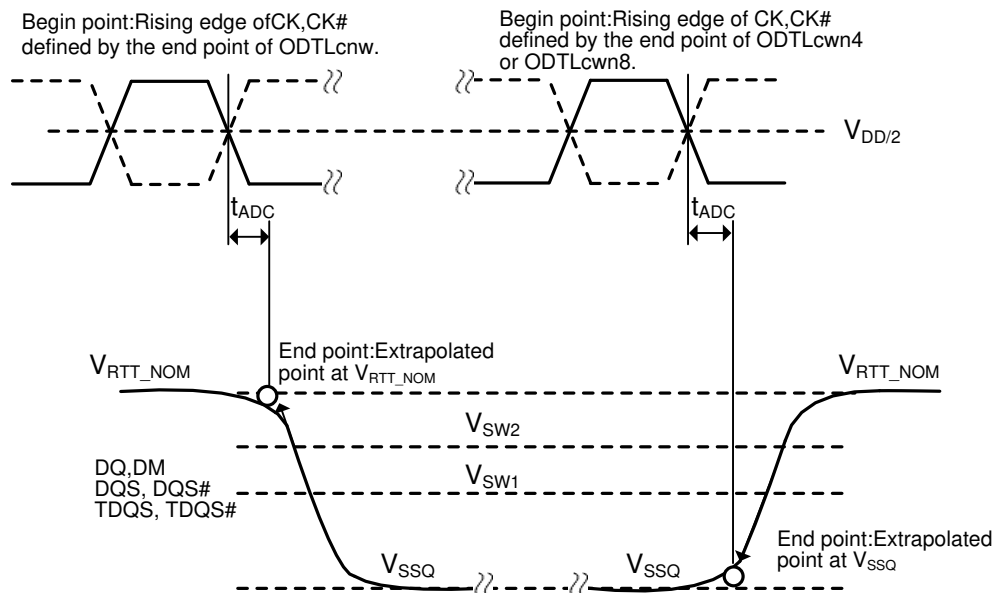 Begin point:Rising edge ofCK,CK#
defined by the end point of ODTLcnw.
Begin point:Rising edge of CK,CK#
defined by the end point of ODTLcwn4
or ODTLcwn8.
VDD/2
tADC
tADC
End point:Extrapolated
point at VRTT_NOM
VRTT_NOM
VRTT_NOM
VSW2
VSW1
DQ,DM
DQS, DQS#
TDQS, TDQS#
End point:Extrapolated
point at VSSQ
VSSQ
VSSQ